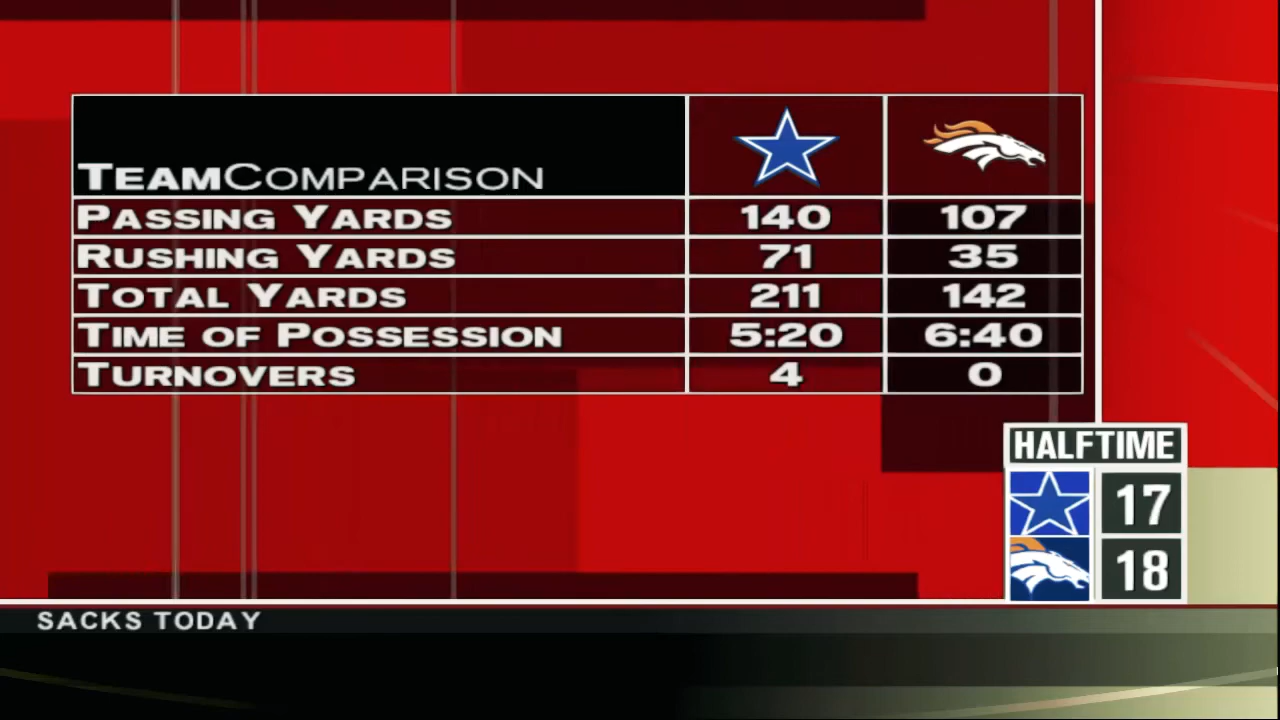 TEAMCOMPARISON
PASSING YARDS 140 107
RUSHING YARDS 71 35
TOTAL YARDS 211 142
TIME OF POSSESSION 5:20 6:40
TURNOVERS 4 0
HALFTIME
17
18
SACKS TODAY